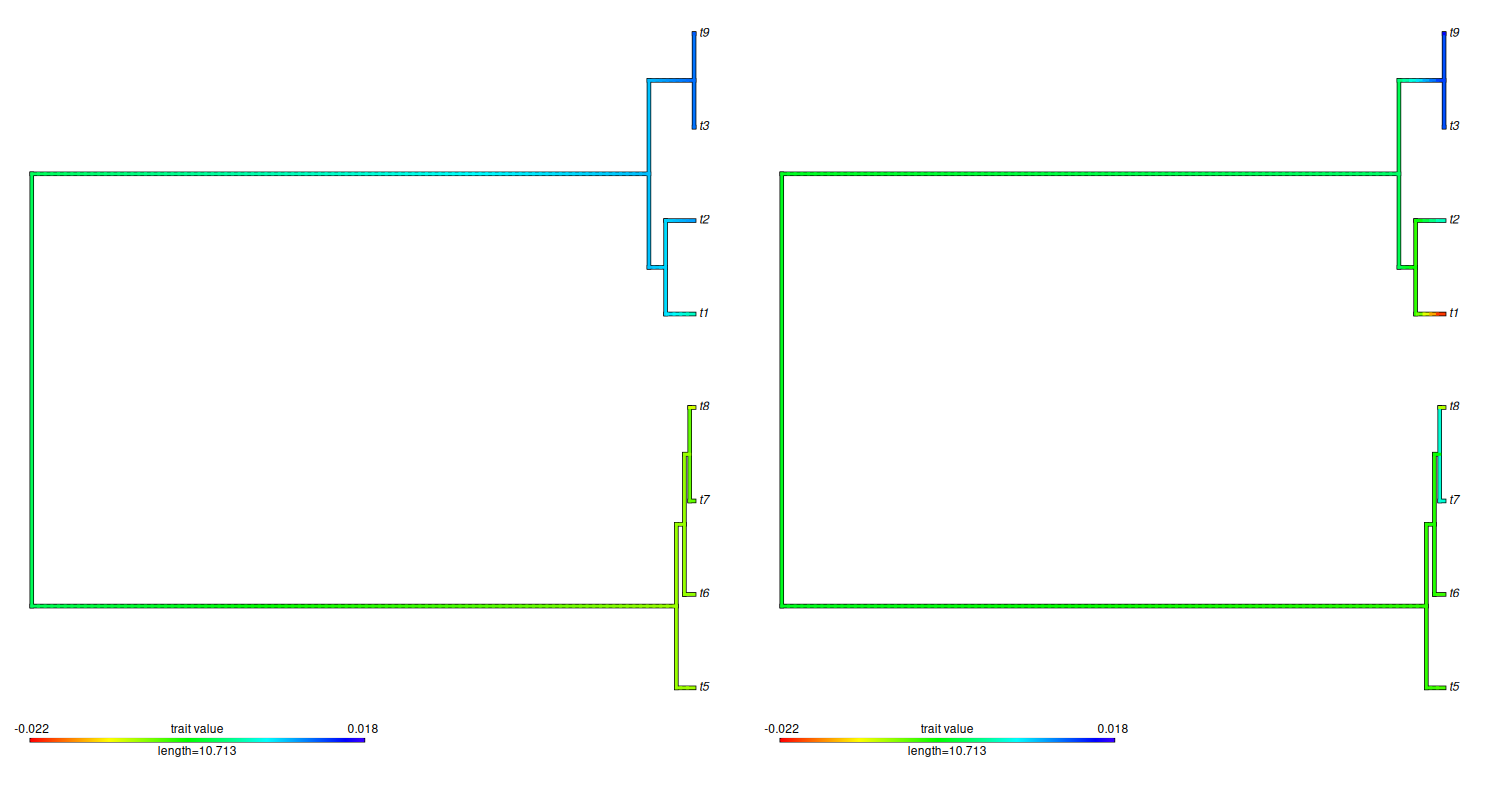 t9
t3
t2
t1
t8
t7
t6
t5
-0.022 trait value 0.018
length=10.713
t9
t3
t2
t1
t8
t7
t6
t5
-0.022 trait value 0.018
length=10.713